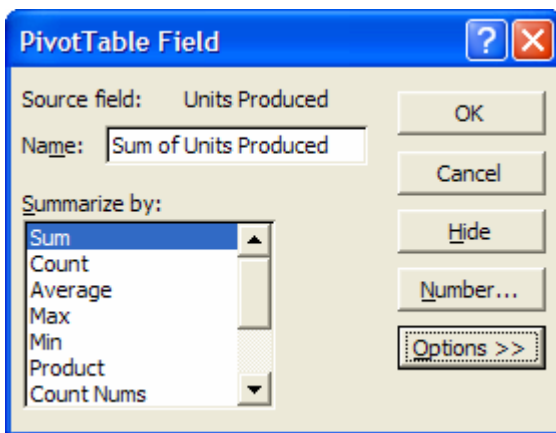 PivotTable Field
Source field: Units Produced
OK
Name: Sum of Units Produced
Cancel
Summarize by:
Sum
Count
Average
Max
Min
Product
Count Nums
Hide
Number...
Options >>